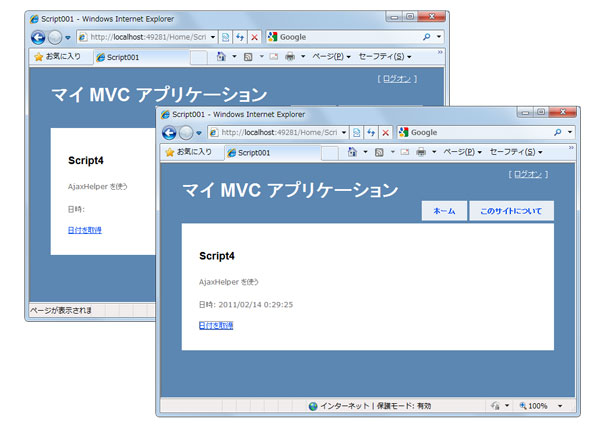 Script001 - Windows Internet Explorer
http://localhost:49281/Home/Scri
Google
お気に入り
Script001
ページ(P)
セーフティ(S)
[ ログオン ]
マイ MVC アプリケーション
Script4
AjaxHelper を使う
日時:
日付を取得
ページが表示されま
Script001 - Windows Internet Explorer
http://localhost:49281/Home/Scri
Google
お気に入り
Script001
ページ(P)
セーフティ(S)
[ ログオン ]
マイ MVC アプリケーション
ホーム
このサイトについて
Script4
AjaxHelper を使う
日時: 2011/02/14 0:29:25
日付を取得
インターネット | 保護モード: 有効
100%